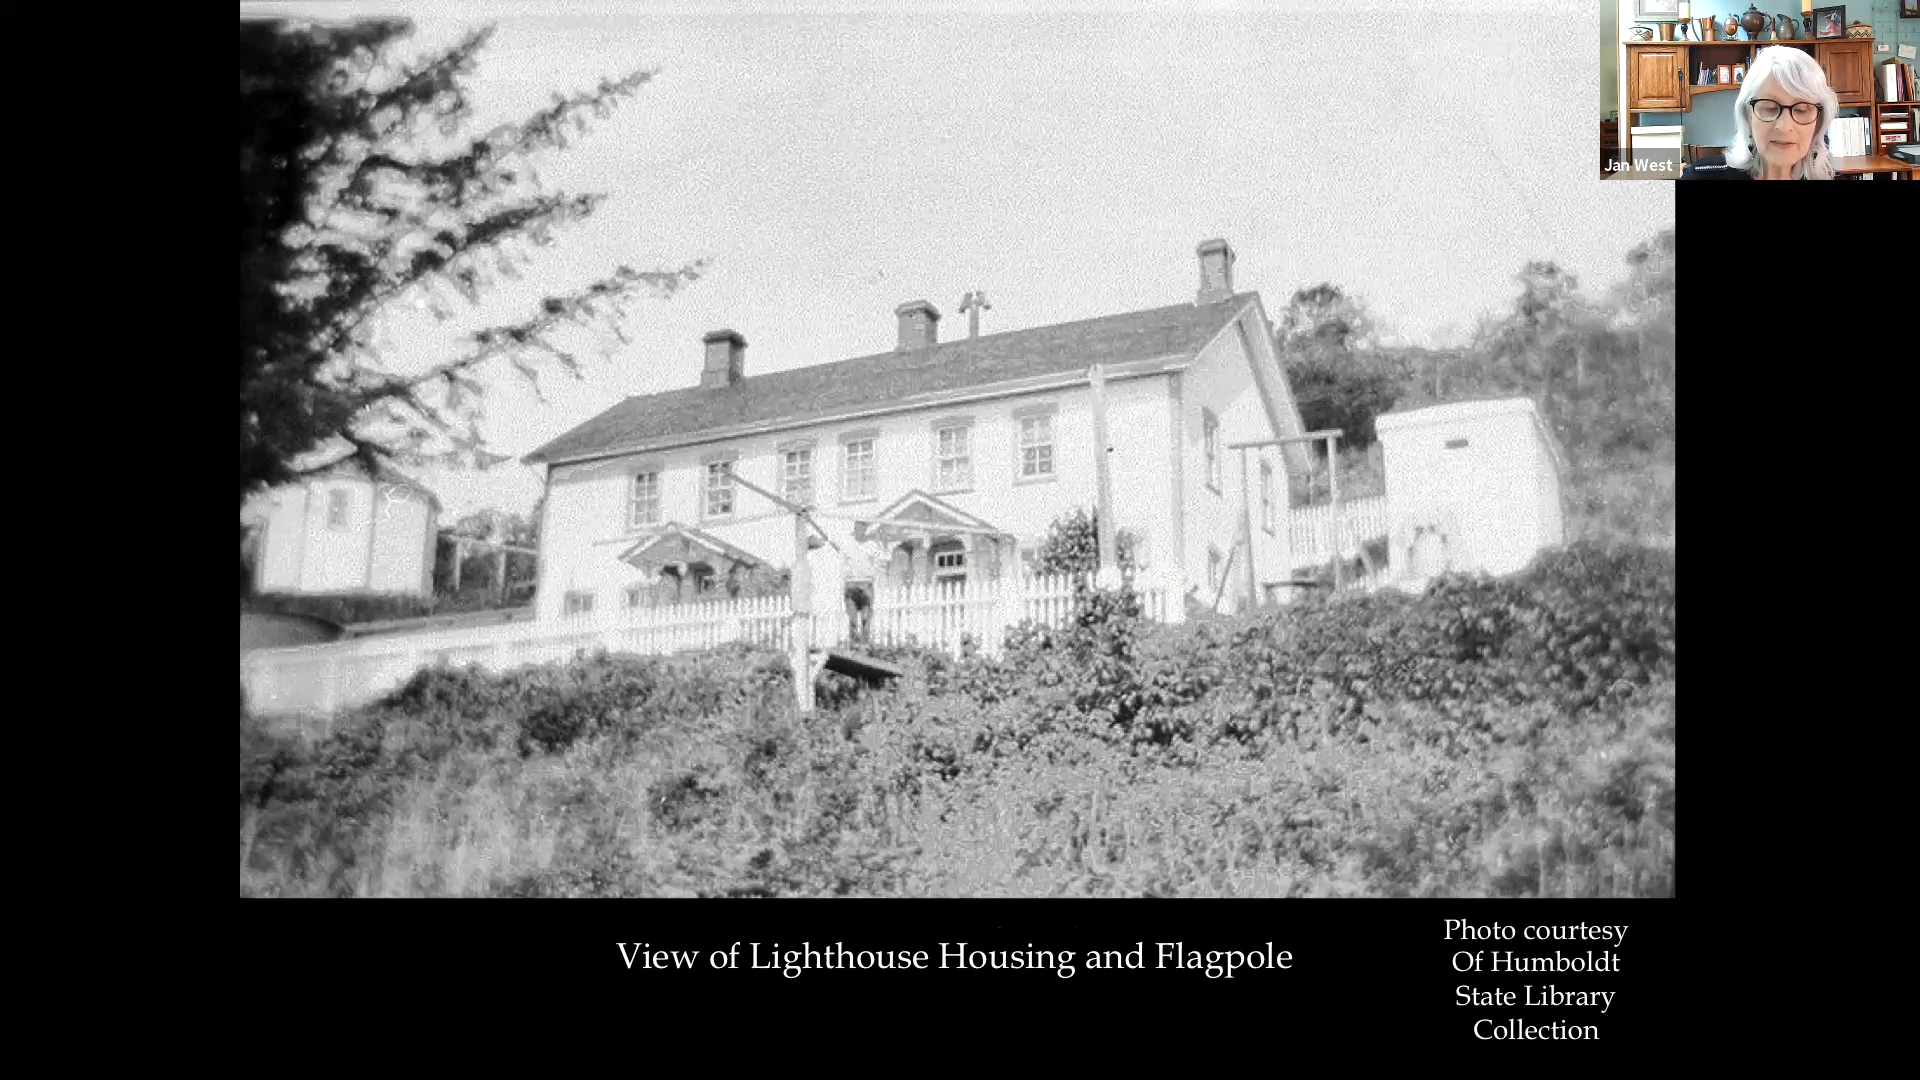 Jan West
View of Lighthouse Housing and Flagpole
Photo courtesy
Of Humboldt
State Library
Collection